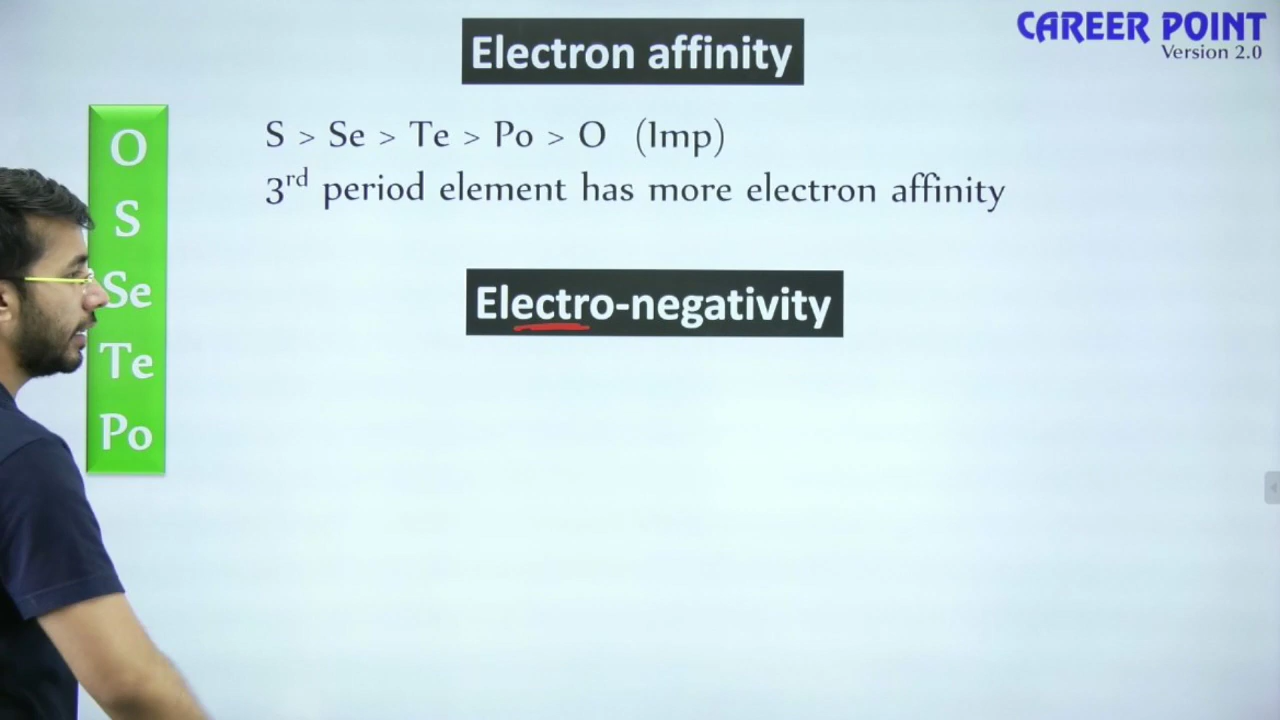 Electron affinity
CAREER POINT
Version 2.0
O
S
Se
Te
Po
S > Se > Te > Po > O (Imp)
3rd period element has more electron affinity
Electro-negativity